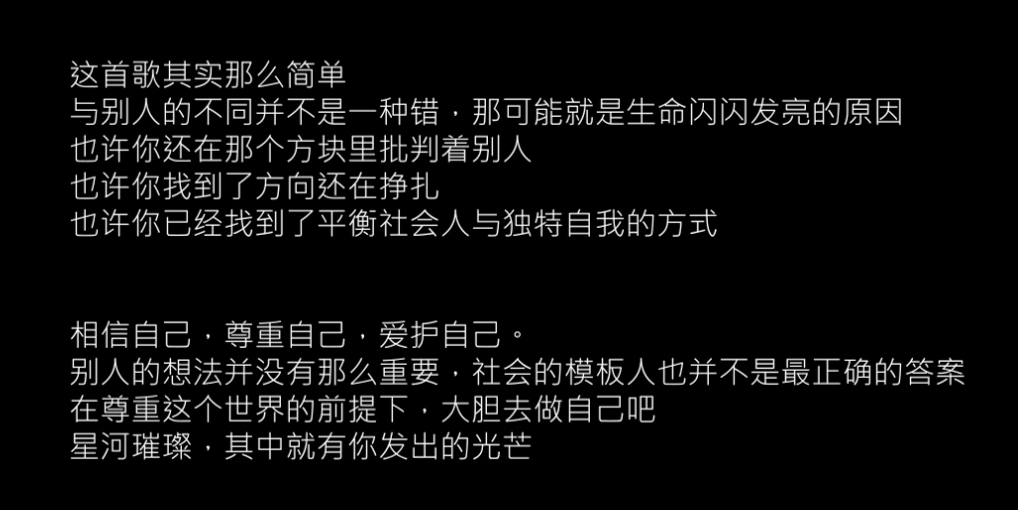 这首歌其实那么简单
与别人的不同并不是一种错，那可能就是生命闪闪发亮的原因
也许你还在那个方块里批判着别人
也许你找到了方向还在挣扎
也许你已经找到了平衡社会人与独特自我的方式
相信自己，尊重自己，爱护自己。
别人的想法并没有那么重要，社会的模板人也并不是最正确的答案
在尊重这个世界的前提下，大胆去做自己吧
星河璀璨，其中就有你发出的光芒